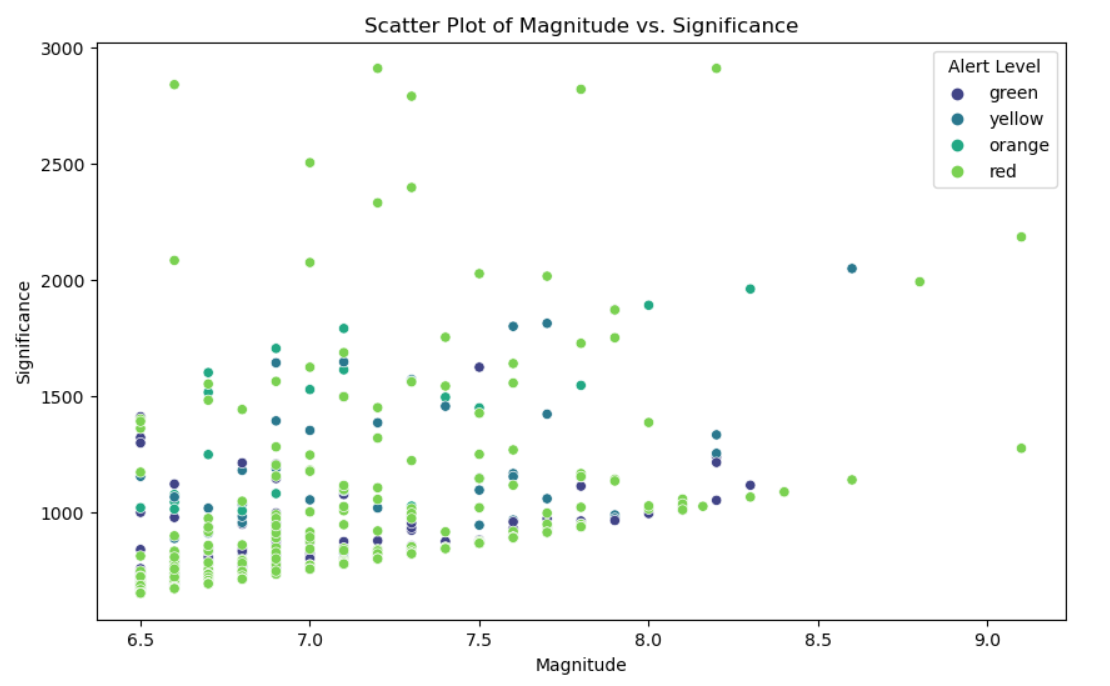 Scatter Plot of Magnitude vs. Significance
3000
2500
2000
1500
1000
Significance
6.5
7.0
7.5
8.0
8.5
9.0
Magnitude
Alert Level
green
yellow
orange
red